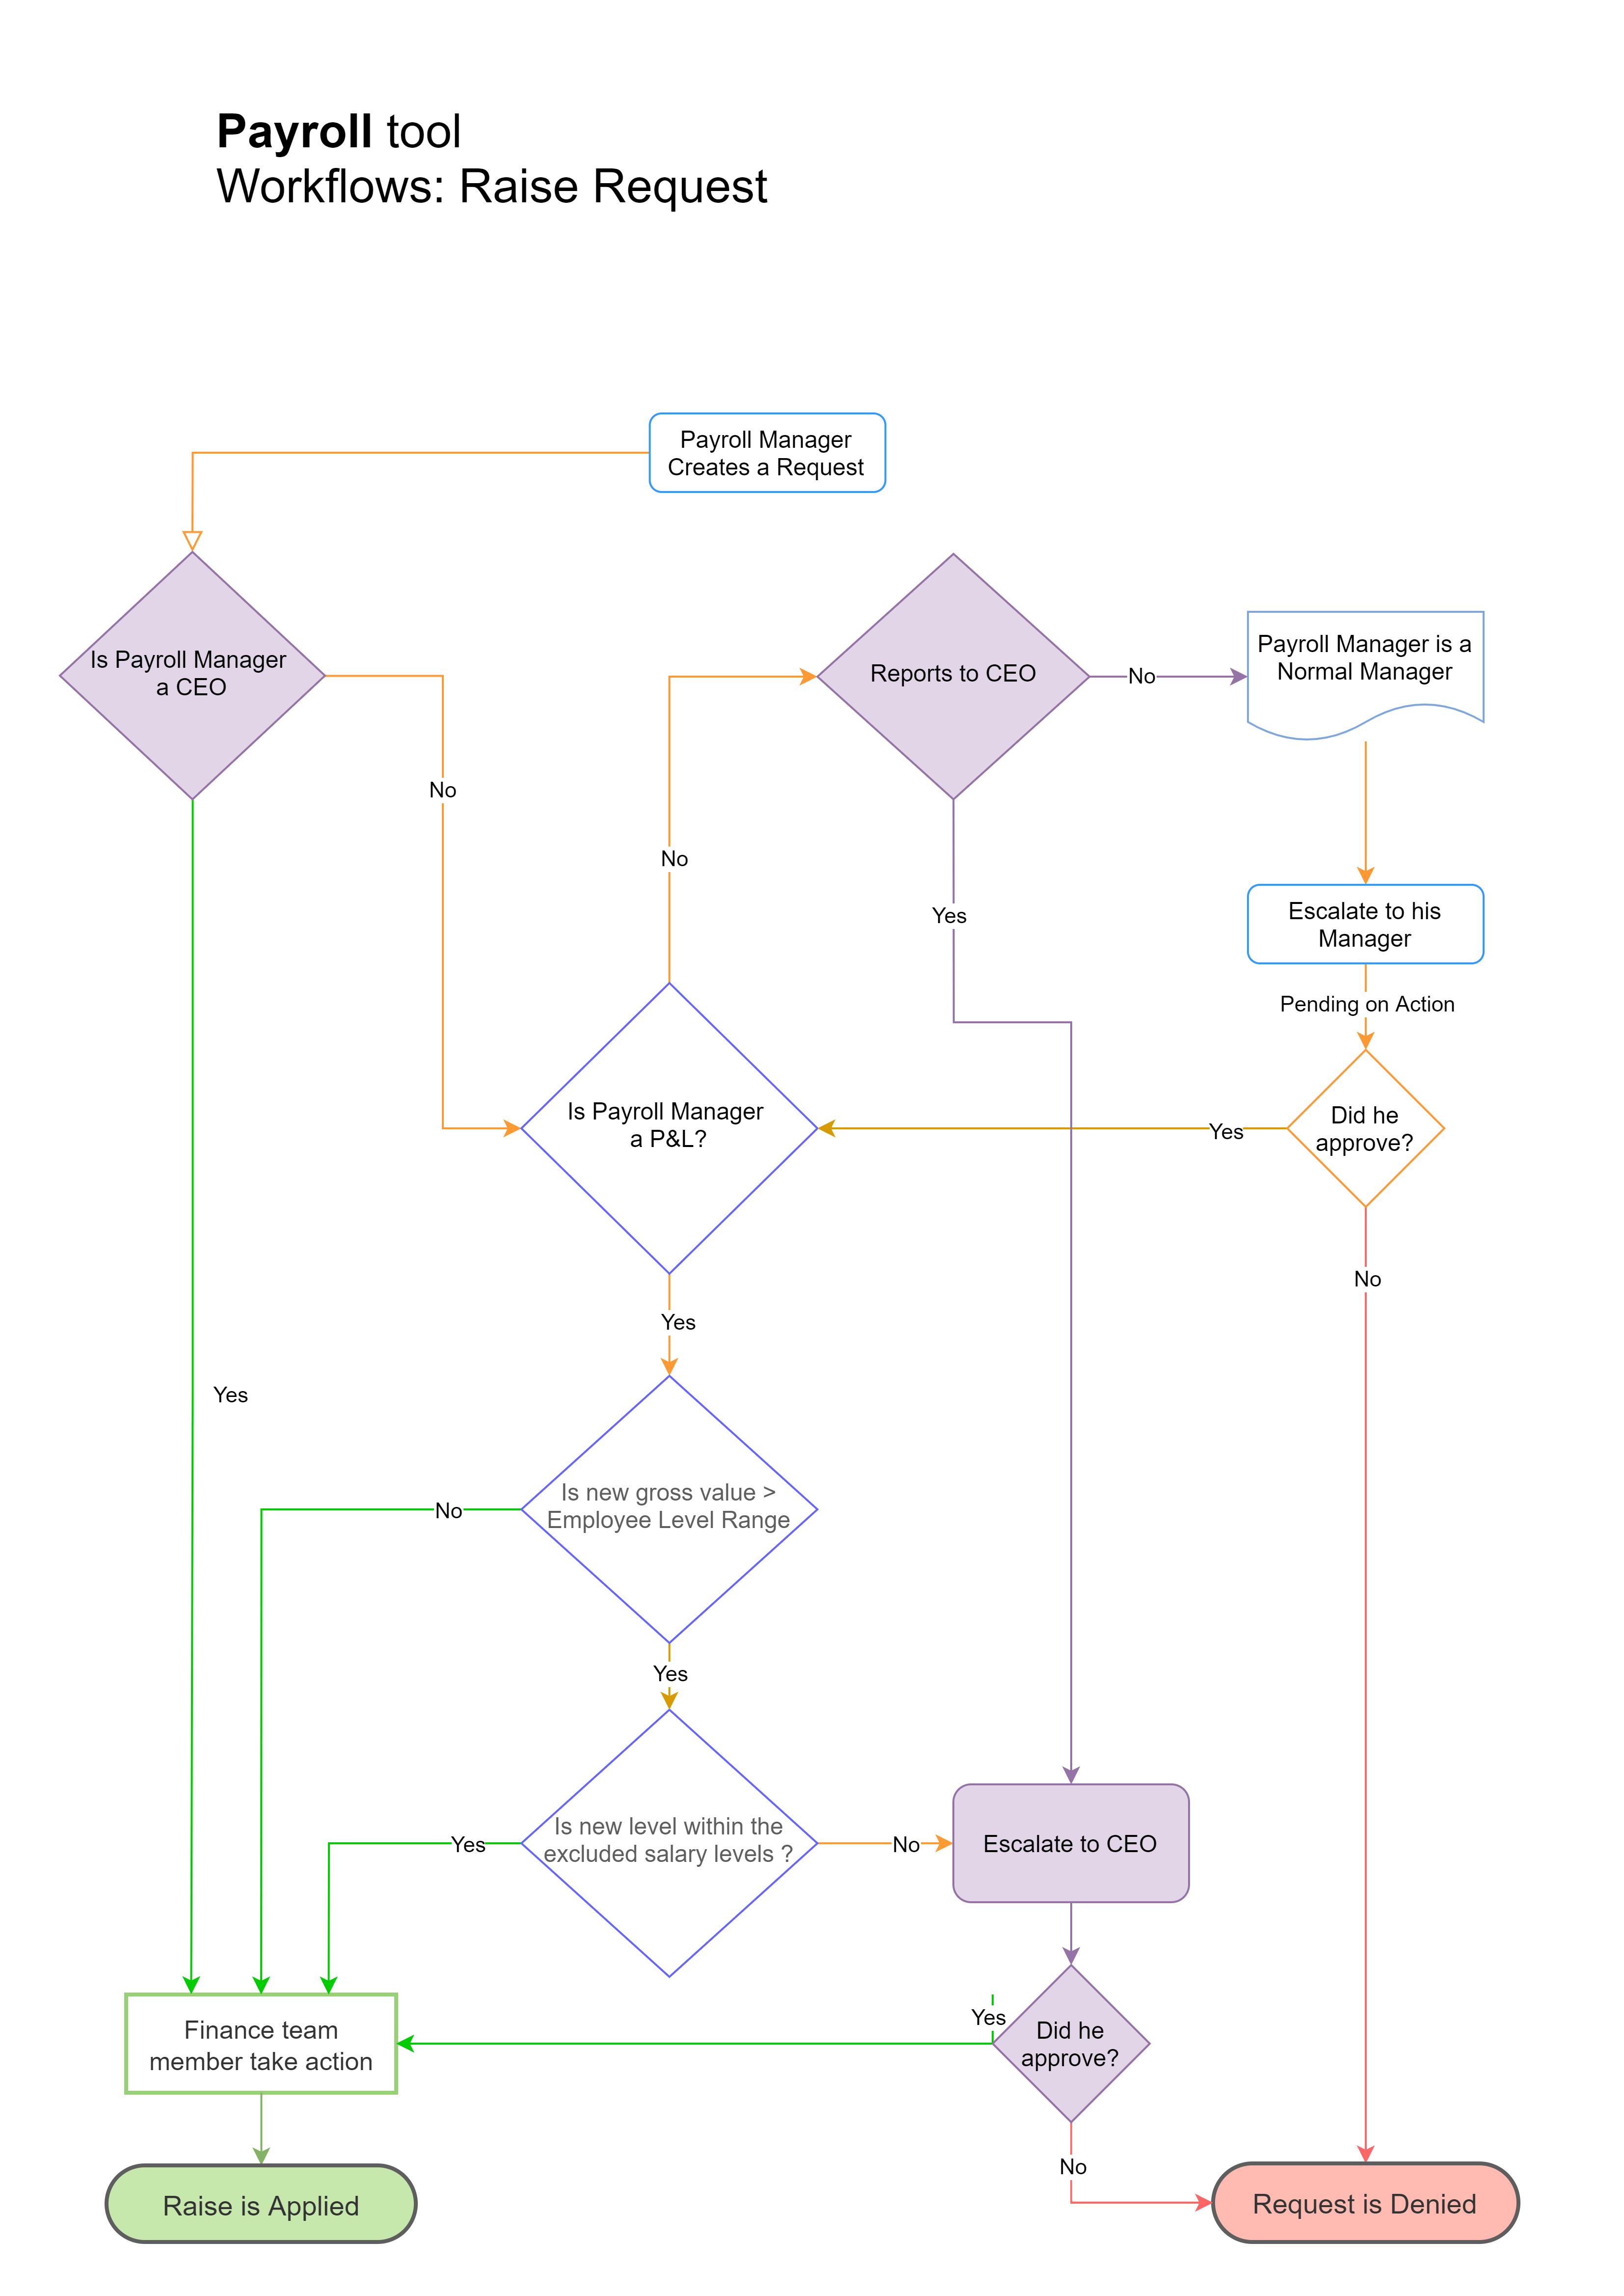 Payroll tool
Workflows: Raise Request
Payroll Manager
Creates a Request
Is Payroll Manager
a CEO
Reports to CEO
No
Payroll Manager is a
Normal Manager
No
No
Yes
Escalate to his
Manager
Pending on Action
Is Payroll Manager
a P&L?
Yes
Did he
approve?
No
Yes
Yes
Is new gross value >
Employee Level Range
No
Yes
Is new level within the
excluded salary levels ?
Yes
No
Escalate to CEO
Yes
Did he
approve?
Finance team
member take action
No
Raise is Applied
Request is Denied